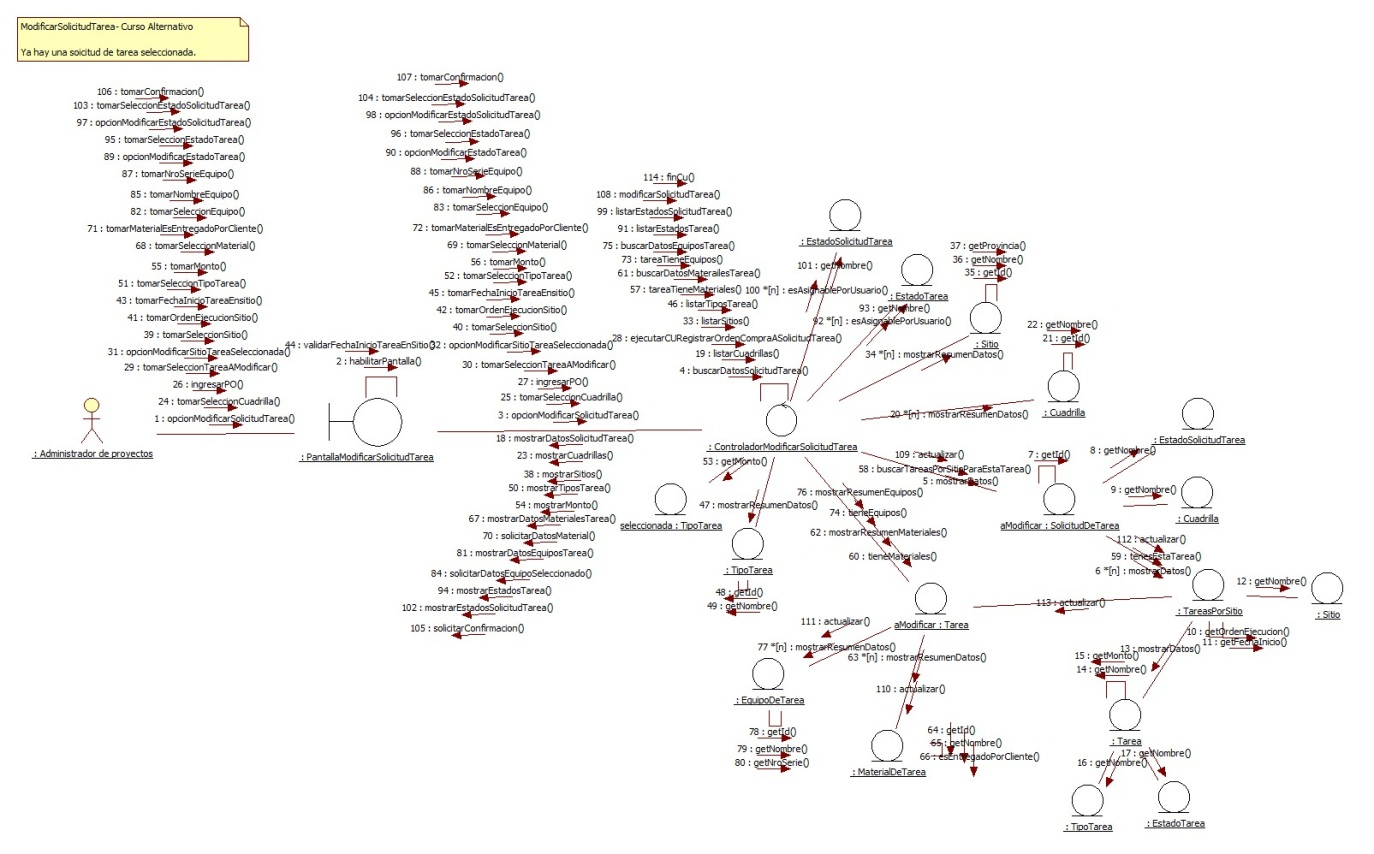 ModificarSolicitudTarea- Curso Alternativo
Ya hay una soicitud de tarea seleccionada.
106 : tomarConfirmacion()
103 : tomarSeleccionEstadoSolicitudTarea()
97 : opcionModificarEstadoSolicitudTarea()
95 : tomarSeleccionEstadoTarea()
89 : opcionModificarEstadoTarea()
87 : tomarNroSerieEquipo()
85 : tomarNombreEquipo()
82 : tomarSeleccionEquipo()
71 : tomarMaterialEsEntregadoPorCliente()
68 : tomarSeleccionMaterial()
55 : tomarMonto()
51 : tomarSeleccionTipoTarea()
43 : tomarFechaInicioTareaEnsitio()
41 : tomarOrdenEjecucionSitio()
39 : tomarSeleccionSitio()
31 : opcionModificarSitioTareaSeleccionada()
29 : tomarSeleccionTareaAModificar()
26 : ingresarPO()
24 : tomarSeleccionCuadrilla()
1 : opcionModificarSolicitudTarea()
: Administrador de proyectos
44 : validarFechaInicioTareaEnSitio()
2 : habilitarPantalla()
: PantallaModificarSolicitudTarea
107 : tomarConfirmacion()
104 : tomarSeleccionEstadoSolicitudTarea()
98 : opcionModificarEstadoSolicitudTarea()
96 : tomarSeleccionEstadoTarea()
90 : opcionModificarEstadoTarea()
88 : tomarNroSerieEquipo()
86 : tomarNombreEquipo()
83 : tomarSeleccionEquipo()
72 : tomarMaterialEsEntregadoPorCliente()
69 : tomarSeleccionMaterial()
56 : tomarMonto()
52 : tomarSeleccionTipoTarea()
45 : tomarFechaInicioTareaEnsitio()
42 : tomarOrdenEjecucionSitio()
40 : tomarSeleccionSitio()
32 : opcionModificarSitioTareaSeleccionada()
30 : tomarSeleccionTareaAModificar()
27 : ingresarPO()
25 : tomarSeleccionCuadrilla()
3 : opcionModificarSolicitudTarea()
18 : mostrarDatosSolicitudTarea()
23 : mostrarCuadrillas()
38 : mostrarSitios()
50 : mostrarTiposTarea()
54 : mostrarMonto()
67 : mostrarDatosMaterialesTarea()
70 : solicitarDatosMaterial()
81 : mostrarDatosEquiposTarea()
84 : solicitarDatosEquipoSeleccionado()
94 : mostrarEstadosTarea()
102 : mostrarEstadosSolicitudTarea()
105 : solicitarConfirmacion()
114 : finCu()
108 : modificarSolicitudTarea()
99 : listarEstadosSolicitudTarea()
91 : listarEstadosTarea()
75 : buscarDatosEquiposTarea()
73 : tareaTieneEquipos()
61 : buscarDatosMaterailesTarea()
57 : tareaTieneMateriales()
46 : listarTiposTarea()
33 : listarSitios()
28 : ejecutarCURegistrarOrdenCompraASolicitudTarea()
19 : listarCuadrillas()
4 : buscarDatosSolicitudTarea()
: ControladorModificarSolicitudTarea
: EstadoSolicitudTarea
101 : getNombre()
100 *[n] : esAsignablePorUsuario()
: EstadoTarea
93 : getNombre()
92 *[n] : esAsignablePorUsuario()
37 : getProvincia()
36 : getNombre()
35 : getId()
: Sitio
34 *[n] : mostrarResumenDatos()
22 : getNombre()
21 : getId()
: Cuadrilla
20 *[n] : mostrarResumenDatos()
109 : actualizar()
58 : buscarTareasPorSitioParaEstaTarea()
5 : mostrarDatos()
7 : getId()
aModificar : SolicitudDeTarea
8 : getNombre()
: EstadoSolicitudTarea
9 : getNombre()
: Cuadrilla
112 : actualizar()
59 : tenesEstaTarea()
6 *[n] : mostrarDatos()
: TareasPorSitio
12 : getNombre()
: Sitio
10 : getOrdenEjecucion()
11 : getFechaInicio()
13 : mostrarDatos()
113 : actualizar()
15 : getMonto()
14 : getNombre()
: Tarea
17 : getNombre()
16 : getNombre()
: TipoTarea
: EstadoTarea
53 : getMonto()
seleccionada : TipoTarea
47 : mostrarResumenDatos()
: TipoTarea
48 : getId()
49 : getNombre()
76 : mostrarResumenEquipos()
74 : tieneEquipos()
62 : mostrarResumenMateriales()
60 : tieneMateriales()
aModificar : Tarea
111 : actualizar()
77 *[n] : mostrarResumenDatos()
63 *[n] : mostrarResumenDatos()
110 : actualizar()
: EquipoDeTarea
78 : getId()
79 : getNombre()
80 : getNroSerie()
: MaterialDeTarea
64 : getId()
65 : getNombre()
66 : esEntregadoPorCliente()